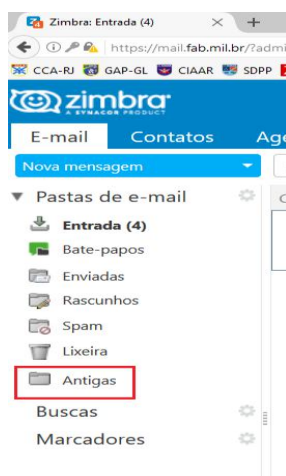 Zimbra: Entrada (4)
https://mail.fab.mil.br/?admi
CCA-RJ GAP-GL CIAAR SDPP
zimbra
A SYNACOR PRODUCT
E-mail Contatos Ag
Nova mensagem
Pastas de e-mail
Entrada (4)
Bate-papos
Enviadas
Rascunhos
Spam
Lixeira
Antigas
Buscas
Marcadores